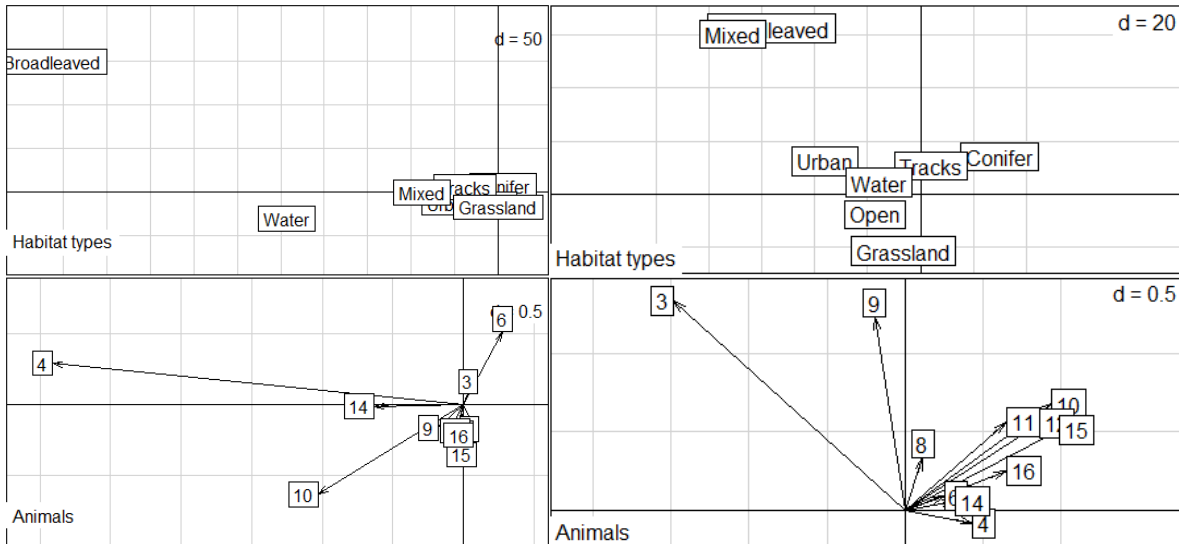 d = 50
Broadleaved
Mixed
Water
Grassland
Habitat types
d = 20
Mixed
leaved
Urban
Tracks
Conifer
Water
Open
Grassland
Habitat types
0.5
6
4
3
14
9
16
15
10
Animals
d = 0.5
3
9
10
11
15
8
16
14
4
Animals